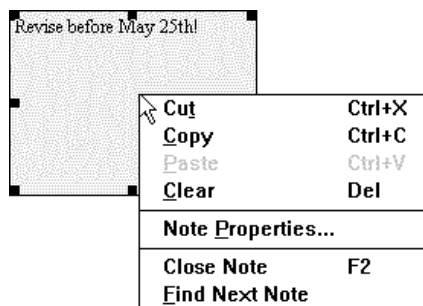 Revise before May 25th!
Cut Ctrl+X
Copy Ctrl+C
Paste Ctrl+V
Clear Del
Note Properties...
Close Note F2
Find Next Note